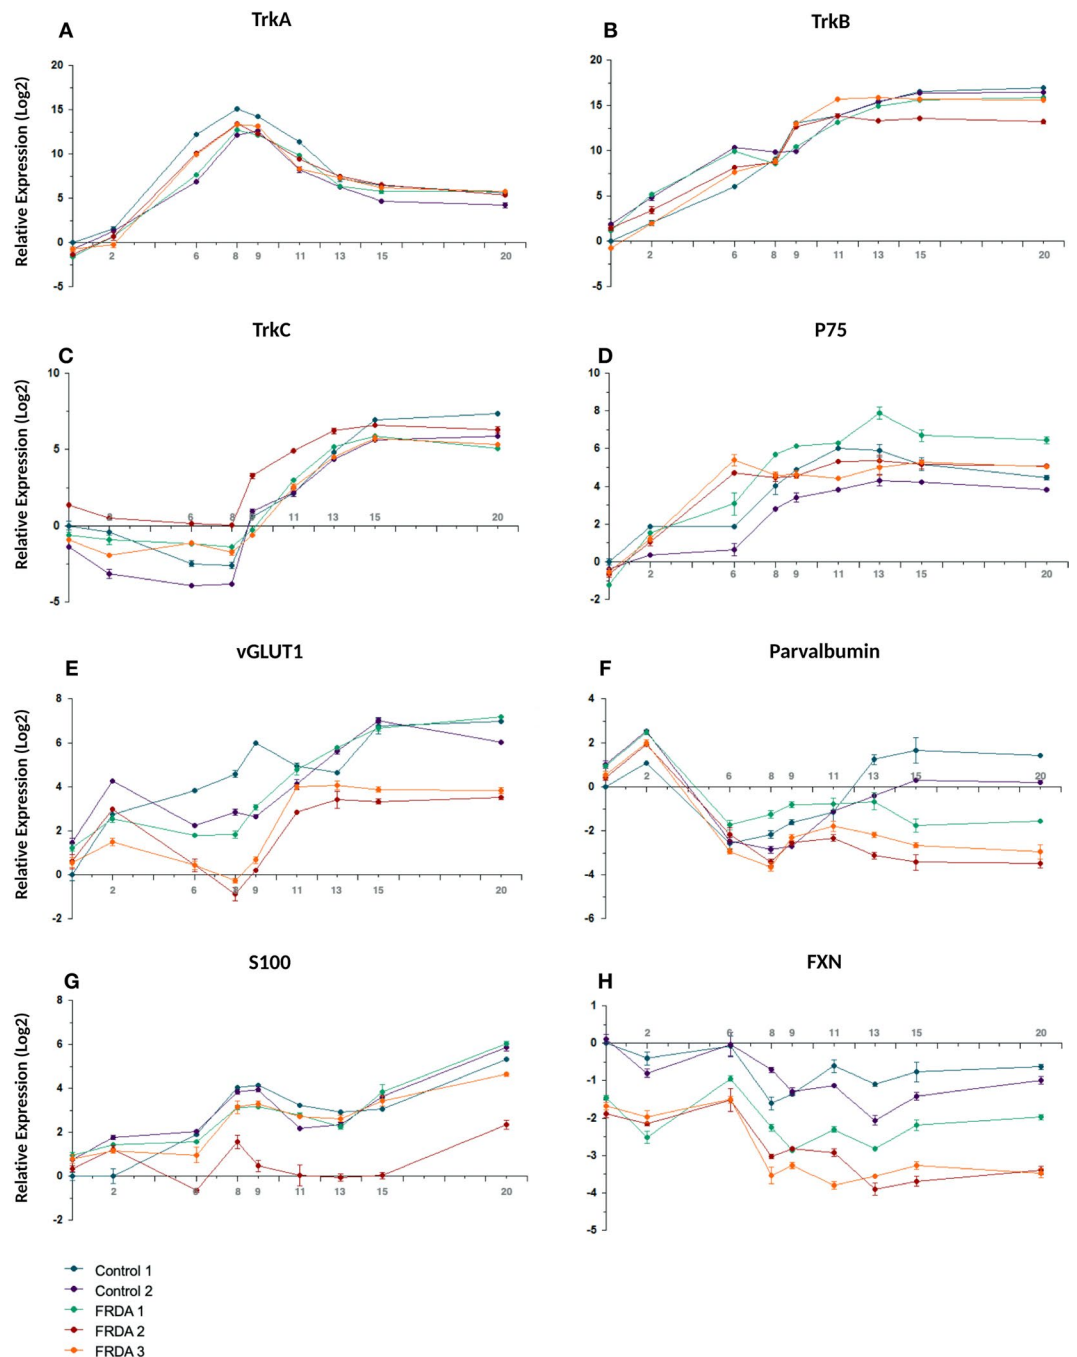 A TrkA
Relative Expression (Log2)
20
15
10
5
0
-5
2 6 8 9 11 13 15 20
B TrkB
20
15
10
5
0
-5
2 6 8 9 11 13 15 20
C TrkC
Relative Expression (Log2)
10
5
0
-5
6 8 11 13 15 20
D P75
10
8
6
4
2
0
-2
2 6 8 9 11 13 15 20
E vGLUT1
Relative Expression (Log2)
8
6
4
2
0
-2
2 6 9 11 13 15 20
F Parvalbumin
4
2
0
-2
-4
-6
2 6 8 9 11 13 15 20
G S100
Relative Expression (Log2)
8
6
4
2
0
-2
2 8 9 11 13 15 20
H FXN
1
0
-1
-2
-3
-4
-5
2 6 8 9 11 13 15 20
Control 1
Control 2
FRDA 1
FRDA 2
FRDA 3